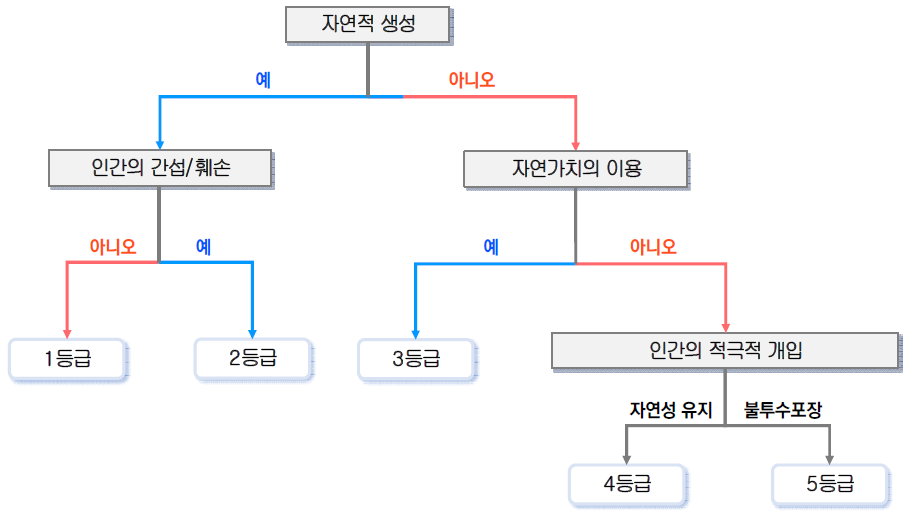 자연적 생성
예
아니오
인간의 간섭/훼손
자연가치의 이용
아니오
예
예
아니오
1등급
2등급
3등급
인간의 적극적 개입
자연성 유지
불투수포장
4등급
5등급